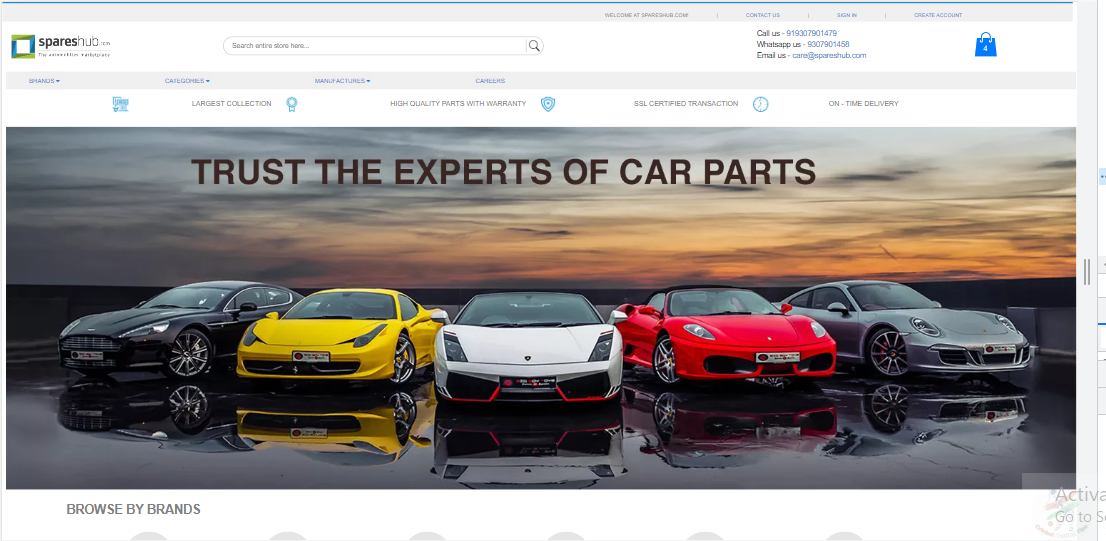 WELCOME AT SPARESHUB.COM! | CONTACT US | SIGN IN | CREATE ACCOUNT
spareshub.com
The automobiles marketplace
Search entire store here...
Call us - 919307901479
Whatsapp us - 9307901458
Email us - care@spareshub.com
4
BRANDS CATEGORIES MANUFACTURES CAREERS
LARGEST COLLECTION HIGH QUALITY PARTS WITH WARRANTY SSL CERTIFIED TRANSACTION ON - TIME DELIVERY
TRUST THE EXPERTS OF CAR PARTS
BROWSE BY BRANDS
Activa
Go to S